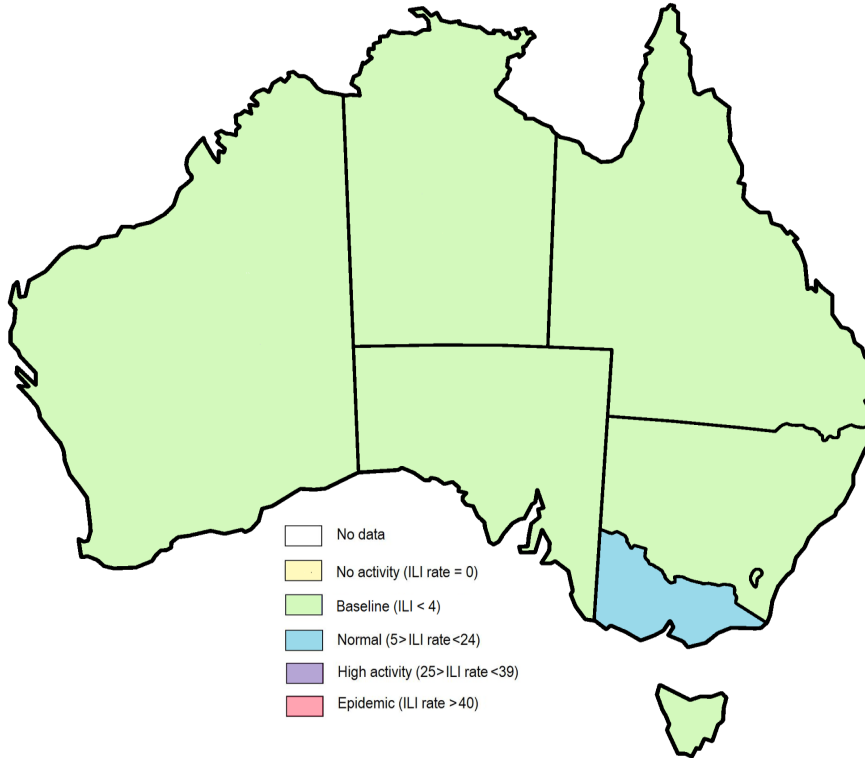 No data
No activity (ILI rate = 0)
Baseline (ILI < 4)
Normal (5>ILI rate<24)
High activity (25>ILI rate<39)
Epidemic (ILI rate >40)